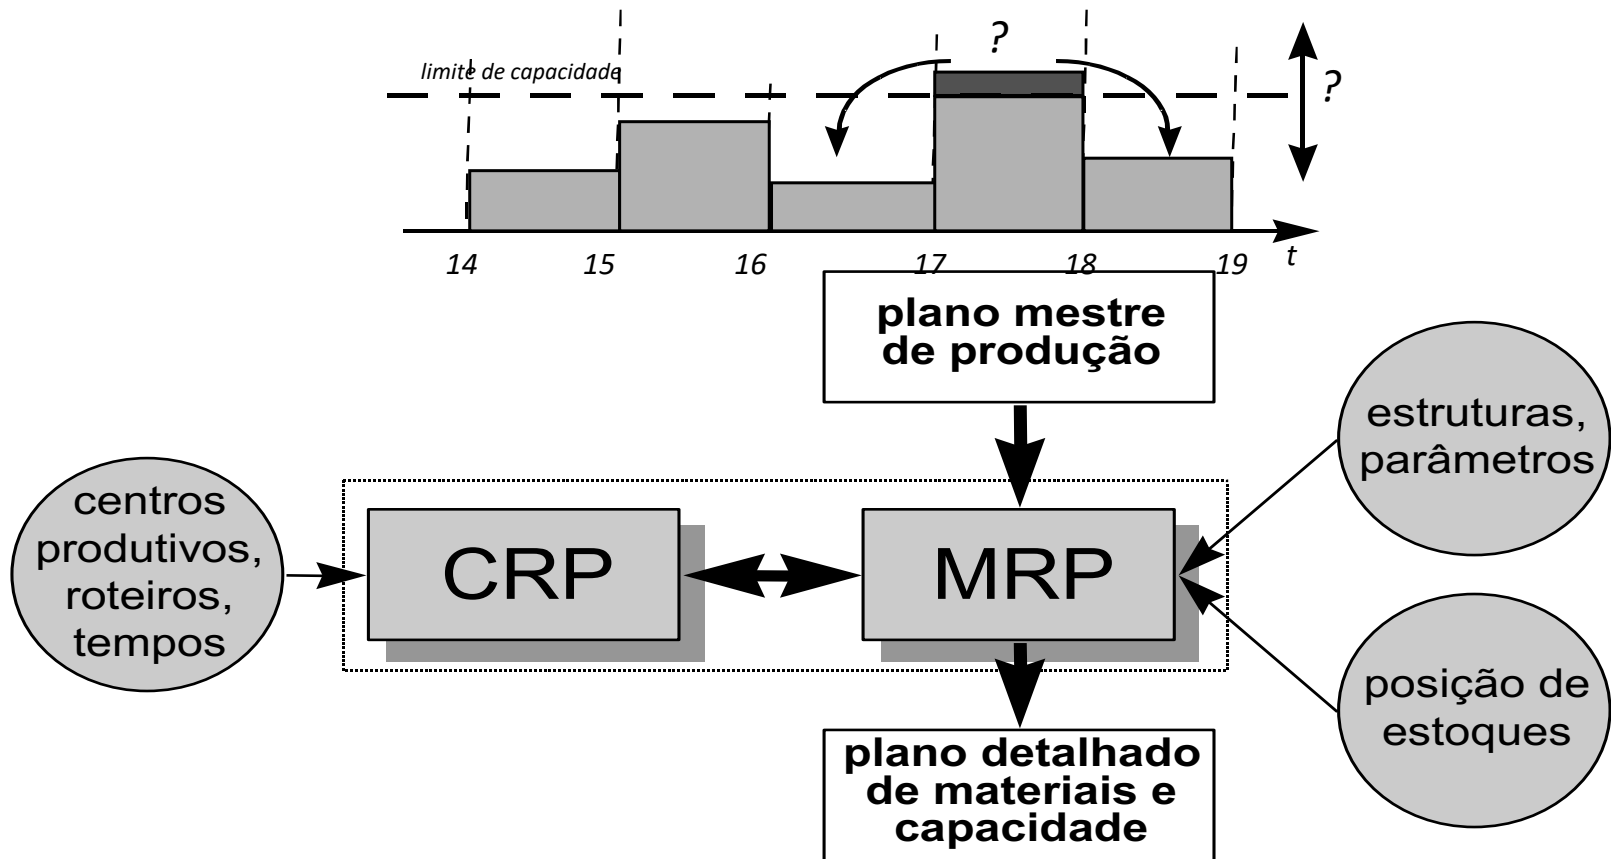 ?
limite de capacidade
?
14 15 16 17 18 19 t
plano mestre
de produção
estruturas,
parâmetros
centros
produtivos,
roteiros,
tempos
CRP
MRP
posição de
estoques
plano detalhado
de materiais e
capacidade